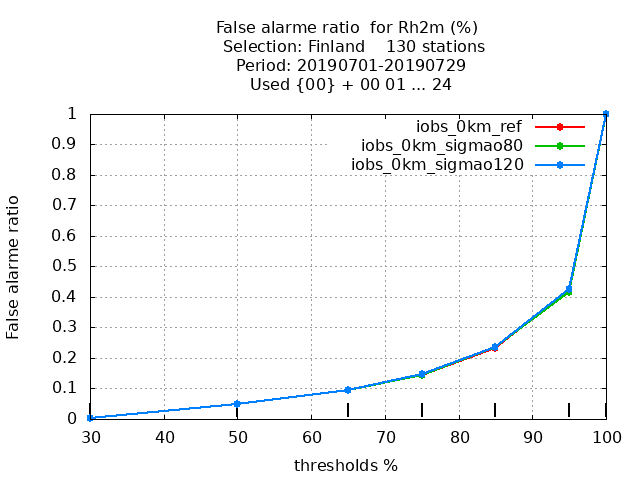 False alarme ratio  for Rh2m (%)
Selection: Finland    130 stations
Period: 20190701-20190729
Used {00} + 00 01 ... 24
iobs_0km_ref
iobs_0km_sigmao80
iobs_0km_sigmao120
False alarme ratio
1
0.9
0.8
0.7
0.6
0.5
0.4
0.3
0.2
0.1
0
30 40 50 60 70 80 90 100
thresholds %